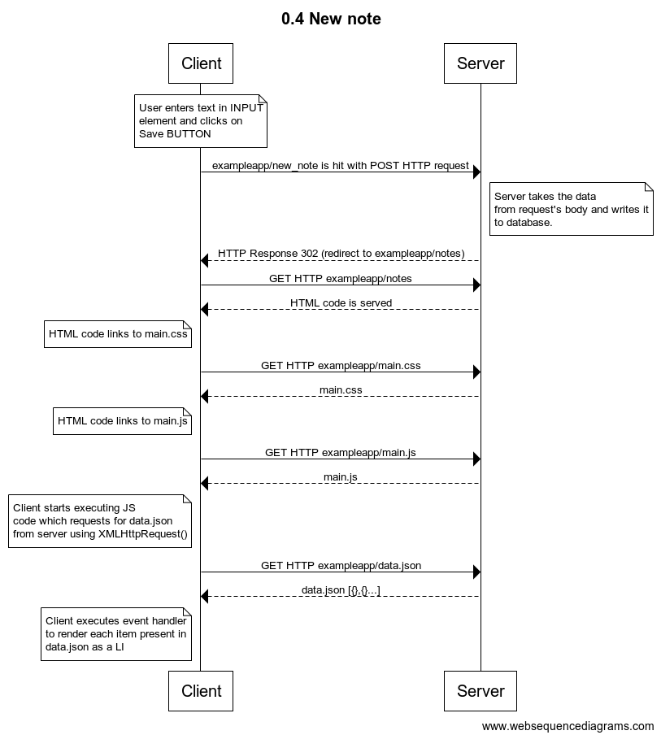 0.4 New note
Client
Server
User enters text in INPUT
element and clicks on
Save BUTTON
exampleapp/new_note is hit with POST HTTP request
Server takes the data
from request's body and writes it
to database.
HTTP Response 302 (redirect to exampleapp/notes)
GET HTTP exampleapp/notes
HTML code is served
HTML code links to main.css
GET HTTP exampleapp/main.css
main.css
HTML code links to main.js
GET HTTP exampleapp/main.js
main.js
Client starts executing JS
code which requests for data.json
from server using XMLHttpRequest()
GET HTTP exampleapp/data.json
data.json [{},{}...]
Client executes event handler
to render each item present in
data.json as a LI
Client
Server
www.websequencediagrams.com